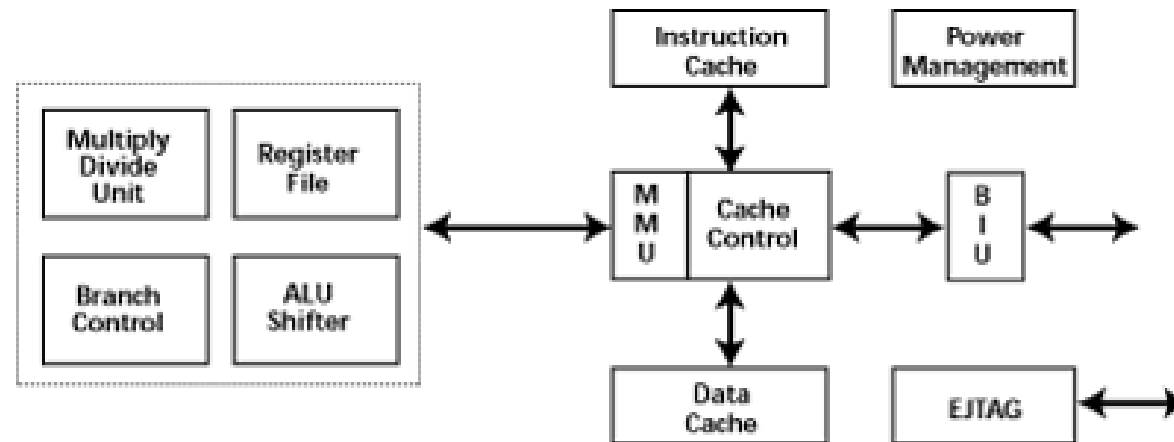 Instruction
Cache
Power
Management
Multiply
Divide
Unit
Register
File
M
M
U
Cache
Control
B
I
U
Branch
Control
ALU
Shifter
Data
Cache
EJTAG